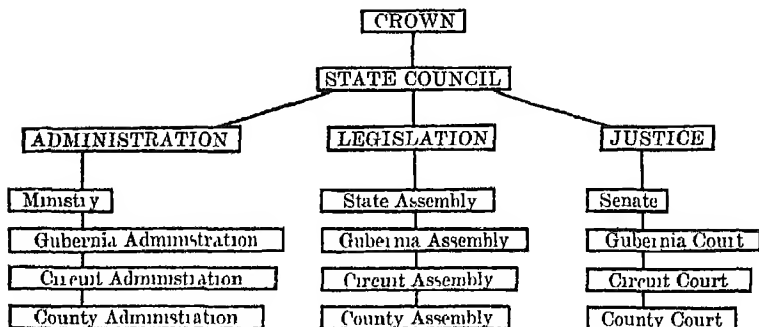 CROWN
STATE COUNCIL
ADMINISTRATION LEGISLATION JUSTICE
Ministry State Assembly Senate
Gubernia Administration Gubernia Assembly Gubernia Court
Circuit Administration Circuit Assembly Circuit Court
County Administration County Assembly County Court